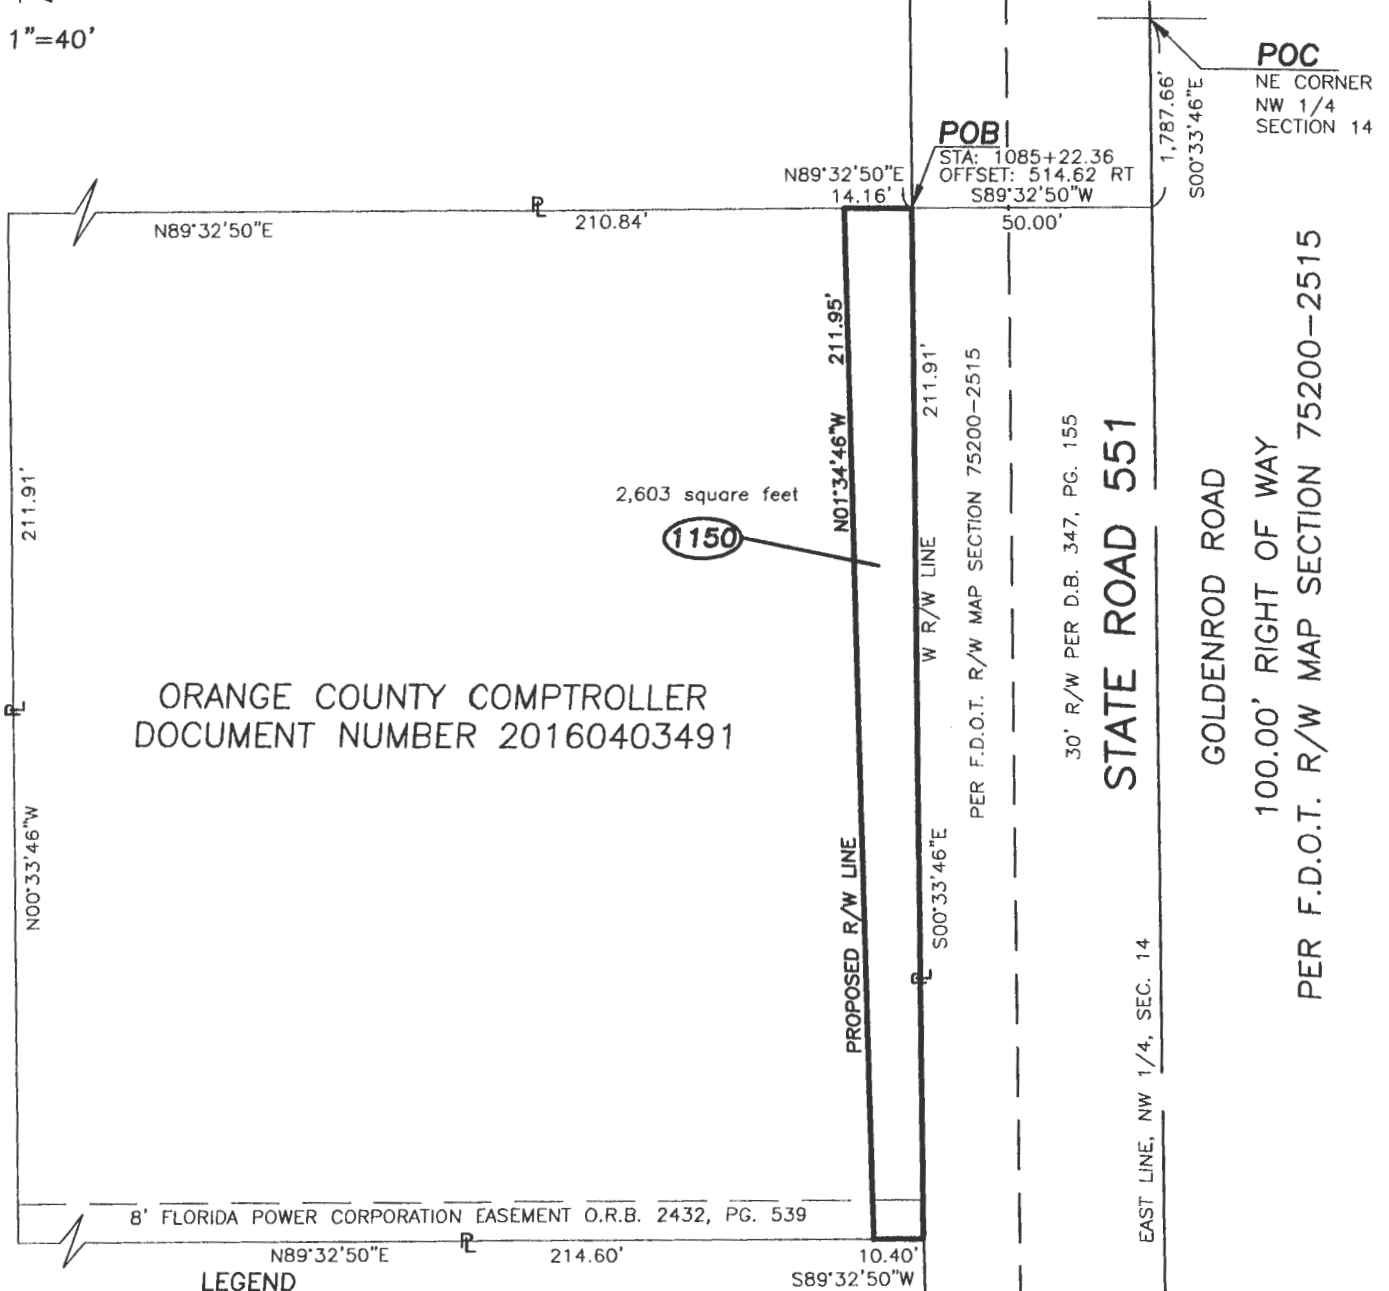 1"=40'
POC
NE CORNER
NW 1/4
SECTION 14
1,787.66'
S00°33'46"E
POB
STA: 1085+22.36
OFFSET: 514.62 RT
S89°32'50"W
50.00'
N89°32'50"E
14.16'
N89°32'50"E
PL
210.84'
211.91'
N00°33'46"W
PL
211.95'
N01°34'46"W
PROPOSED R/W LINE
2,603 square feet
1150
211.91'
W R/W LINE
S00°33'46"E
PL
PER F.D.O.T. R/W MAP SECTION 75200-2515
30' R/W PER D.B. 347, PG. 155
STATE ROAD 551
GOLDENROD ROAD
100.00' RIGHT OF WAY
PER F.D.O.T. R/W MAP SECTION 75200-2515
EAST LINE, NW 1/4, SEC. 14
ORANGE COUNTY COMPTROLLER
DOCUMENT NUMBER 20160403491
8' FLORIDA POWER CORPORATION EASEMENT O.R.B. 2432, PG. 539
N89°32'50"E
PL
214.60'
10.40'
S89°32'50"W
LEGEND